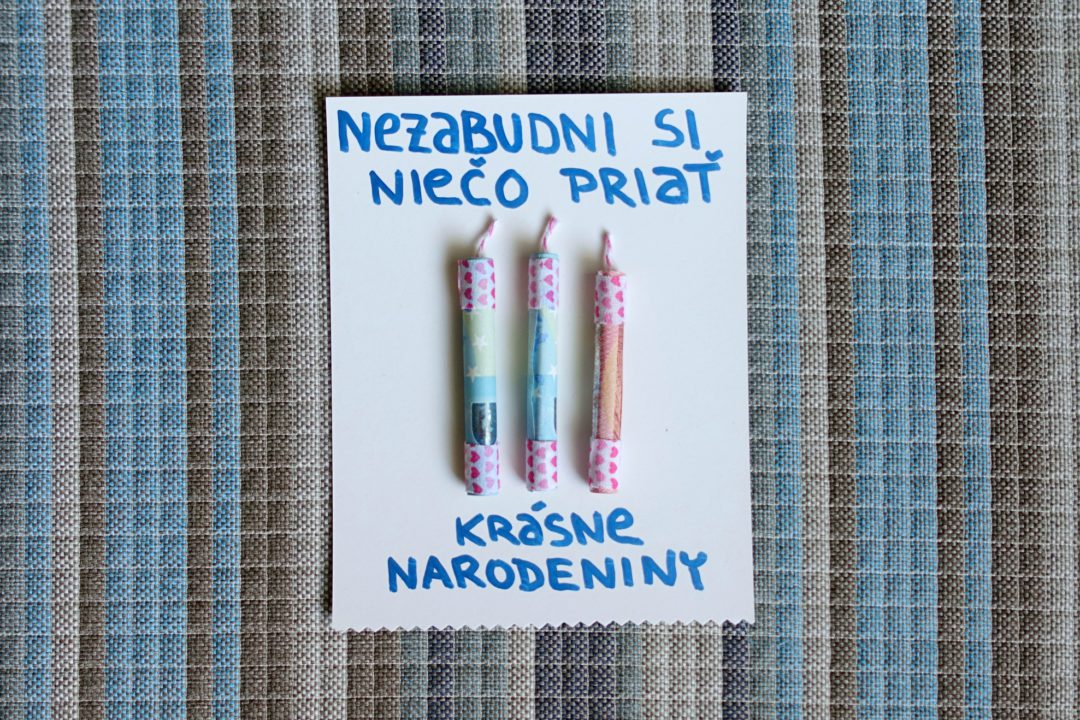 NEZABUDNI SI
NIEČO PRIAŤ
KRÁSNE
NARODENINY